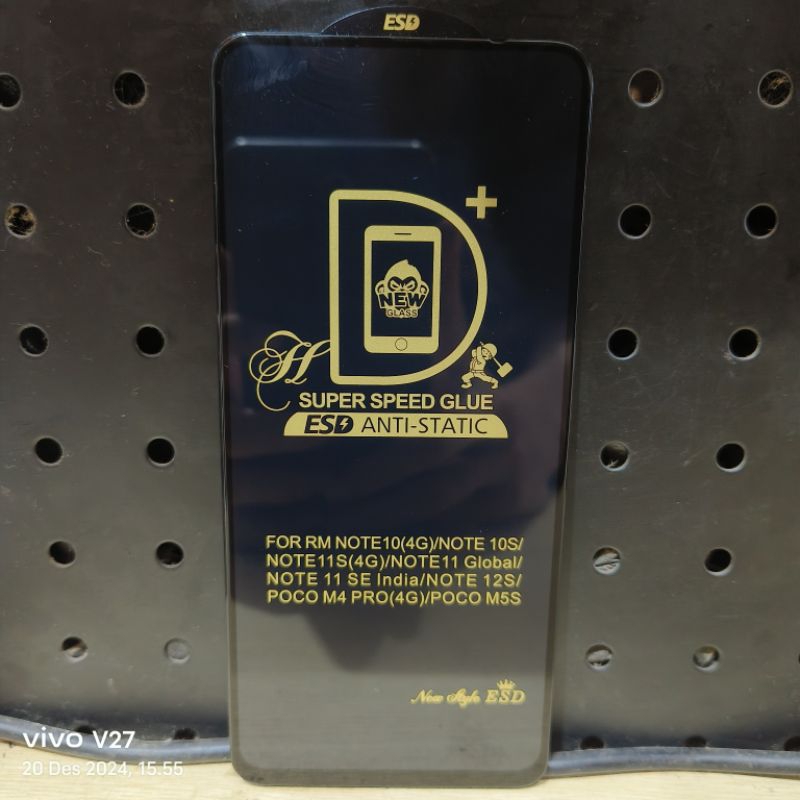 ESD
D+
NEW
GLASS
H
SUPER SPEED GLUE
ESD ANTI-STATIC
FOR RM NOTE10(4G)/NOTE 10S/
NOTE11S(4G)/NOTE11 Global/
NOTE 11 SE India/NOTE 12S/
POCO M4 PRO(4G)/POCO M5S
New Style ESD
vivo V27
20 Des 2024, 15.55